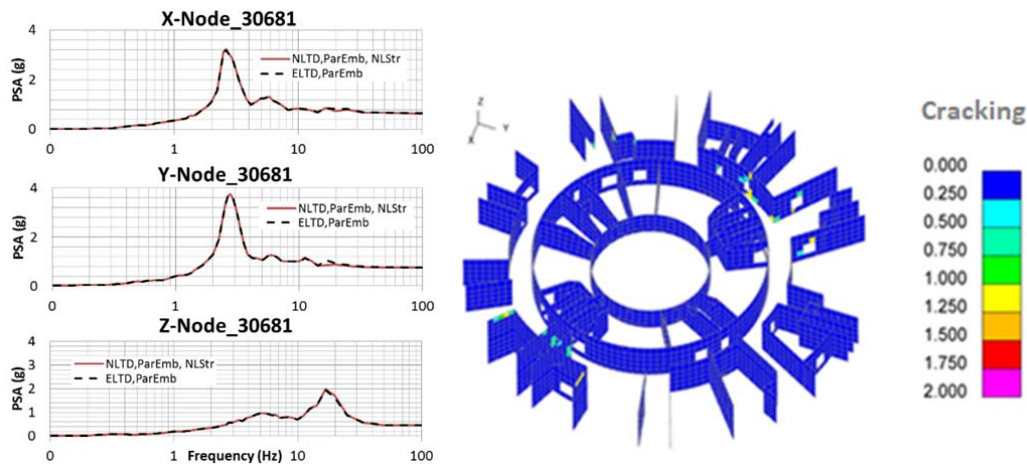 X-Node_30681
4
2
0
PSA (g)
NLTD,ParEmb, NLStr
ELTD,ParEmb
0 1 10 100
Y-Node_30681
4
2
0
PSA (g)
NLTD,ParEmb, NLStr
ELTD,ParEmb
0 1 10 100
Z-Node_30681
4
3
2
1
0
PSA (g)
NLTD,ParEmb, NLStr
ELTD,ParEmb
0 1 Frequency (Hz) 10 100
Z
Y
X
Cracking
0.000
0.250
0.500
0.750
1.000
1.250
1.500
1.750
2.000